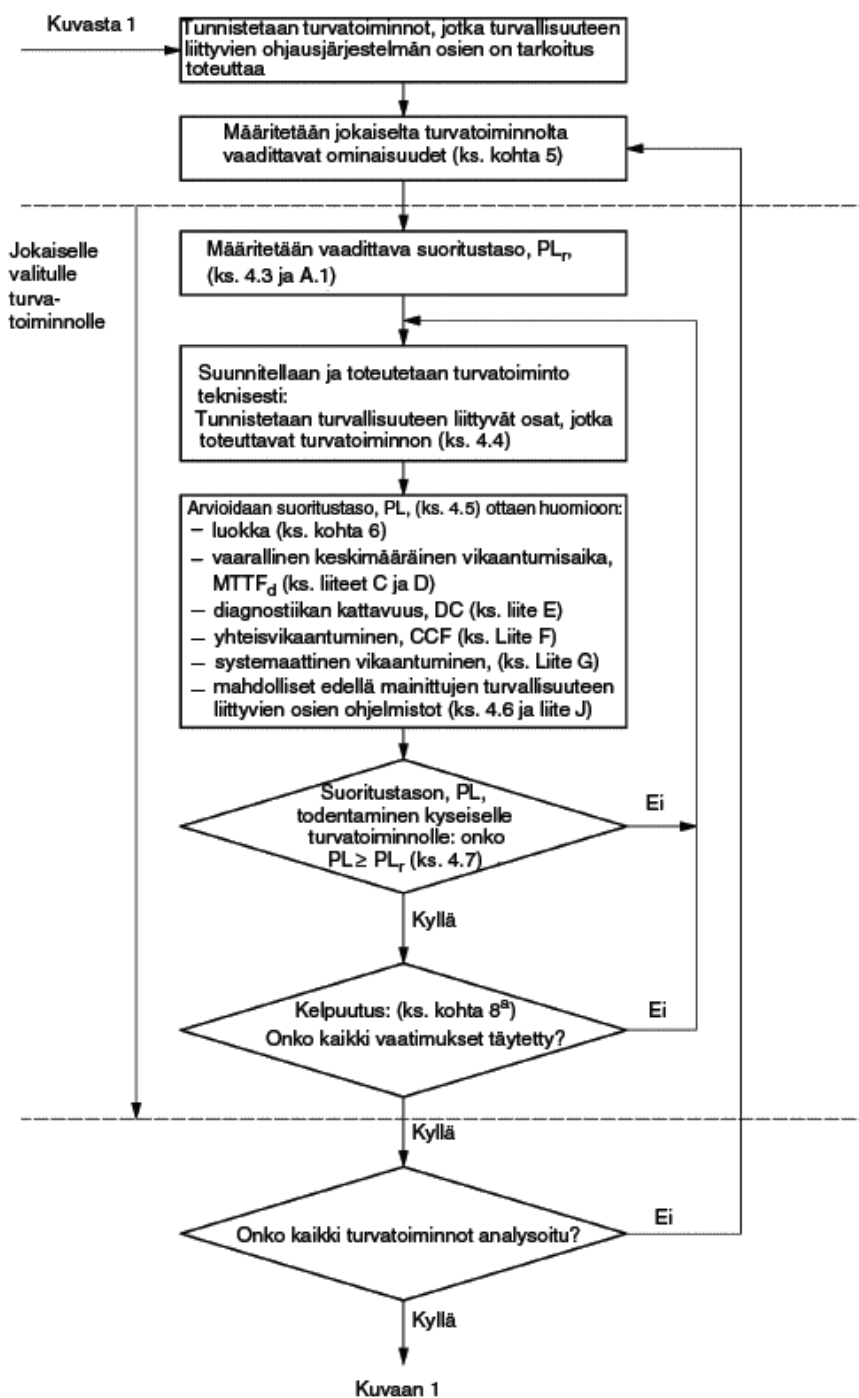 Kuvasta 1
Tunnistetaan turvatoiminnot, jotka turvallisuuteen
liittyvien ohjausjärjestelmän osien on tarkoitus
toteuttaa
Määritetään jokaiselta turvatoiminnolta
vaadittavat ominaisuudet (ks. kohta 5)
Jokaiselle
valitulle
turva-
toiminnolle
Määritetään vaadittava suoritustaso, PLr,
(ks. 4.3 ja A.1)
Suunnitellaan ja toteutetaan turvatoiminto
teknisesti:
Tunnistetaan turvallisuuteen liittyvät osat, jotka
toteuttavat turvatoiminnon (ks. 4.4)
Arvioidaan suoritustaso, PL, (ks. 4.5) ottaen huomioon:
– luokka (ks. kohta 6)
– vaarallinen keskimääräinen vikaantumisaika,
MTTFd (ks. liiteet C ja D)
– diagnostiikan kattavuus, DC (ks. liite E)
– yhteisvikaantuminen, CCF (ks. Liite F)
– systemaattinen vikaantuminen, (ks. Liite G)
– mahdolliset edellä mainittujen turvallisuuteen
liittyvien osien ohjelmistot (ks. 4.6 ja liite J)
Suoritustason, PL,
todentaminen kyseiselle
turvatoiminnolle: onko
PL ≥ PLr (ks. 4.7)
Ei
Kyllä
Kelpuutus: (ks. kohta 8a)
Onko kaikki vaatimukset täytetty?
Ei
Kyllä
Onko kaikki turvatoiminnot analysoitu?
Ei
Kyllä
Kuvaan 1